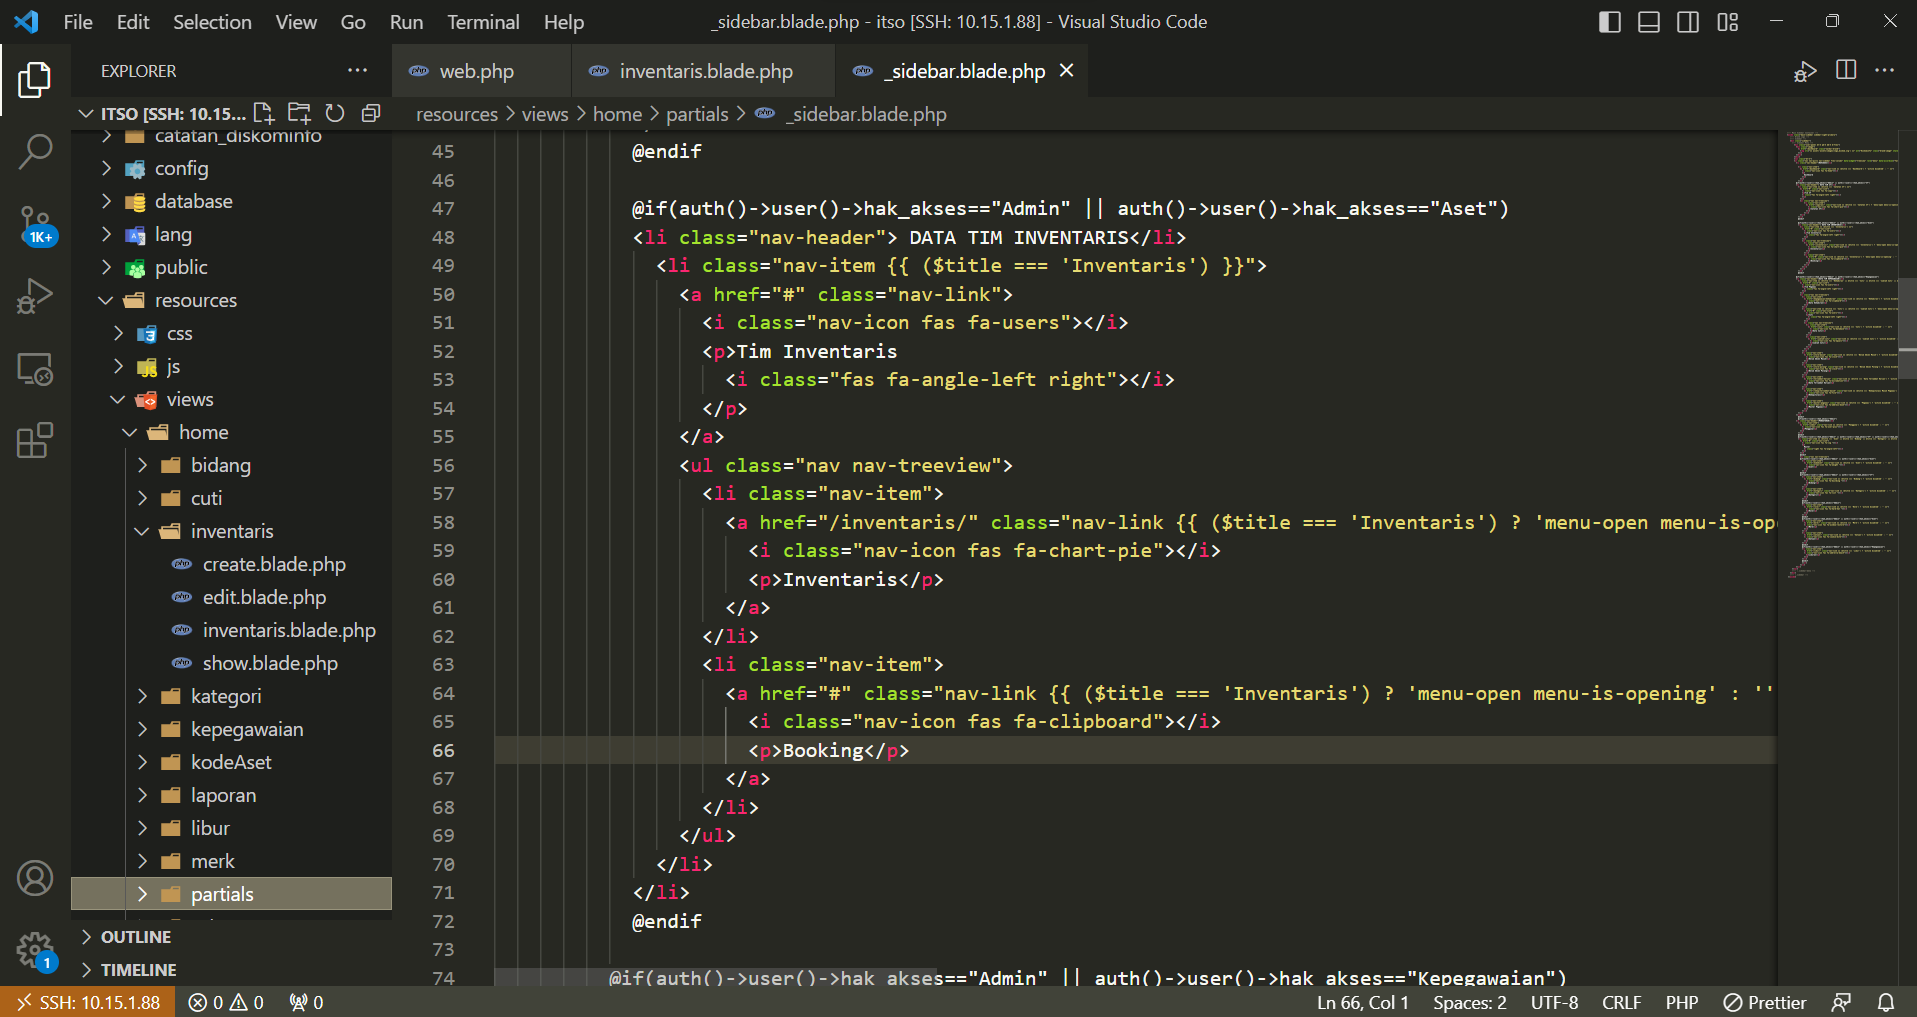 File Edit Selection View Go Run Terminal Help
_sidebar.blade.php - itso [SSH: 10.15.1.88] - Visual Studio Code
EXPLORER
web.php
inventaris.blade.php
_sidebar.blade.php
ITSO [SSH: 10.15...
resources > views > home > partials > _sidebar.blade.php
catatan_diskominfo
config
database
lang
public
resources
css
js
views
home
bidang
cuti
inventaris
create.blade.php
edit.blade.php
inventaris.blade.php
show.blade.php
kategori
kepegawaian
kodeAset
laporan
libur
merk
partials
OUTLINE
TIMELINE
1K+
1
45 @endif
46
47 @if(auth()->user()->hak_akses=="Admin" || auth()->user()->hak_akses=="Aset")
48 <li class="nav-header"> DATA TIM INVENTARIS</li>
49 <li class="nav-item {{ ($title === 'Inventaris') }}">
50 <a href="#" class="nav-link">
51 <i class="nav-icon fas fa-users"></i>
52 <p>Tim Inventaris
53 <i class="fas fa-angle-left right"></i>
54 </p>
55 </a>
56 <ul class="nav nav-treeview">
57 <li class="nav-item">
58 <a href="/inventaris/" class="nav-link {{ ($title === 'Inventaris') ? 'menu-open menu-is-op
59 <i class="nav-icon fas fa-chart-pie"></i>
60 <p>Inventaris</p>
61 </a>
62 </li>
63 <li class="nav-item">
64 <a href="#" class="nav-link {{ ($title === 'Inventaris') ? 'menu-open menu-is-opening' : ''
65 <i class="nav-icon fas fa-clipboard"></i>
66 <p>Booking</p>
67 </a>
68 </li>
69 </ul>
70 </li>
71 </li>
72 @endif
73
74 @if(auth()->user()->hak_akses=="Admin" || auth()->user()->hak_akses=="Kepegawaian")
SSH: 10.15.1.88 0 0 0 Ln 66, Col 1 Spaces: 2 UTF-8 CRLF PHP Prettier